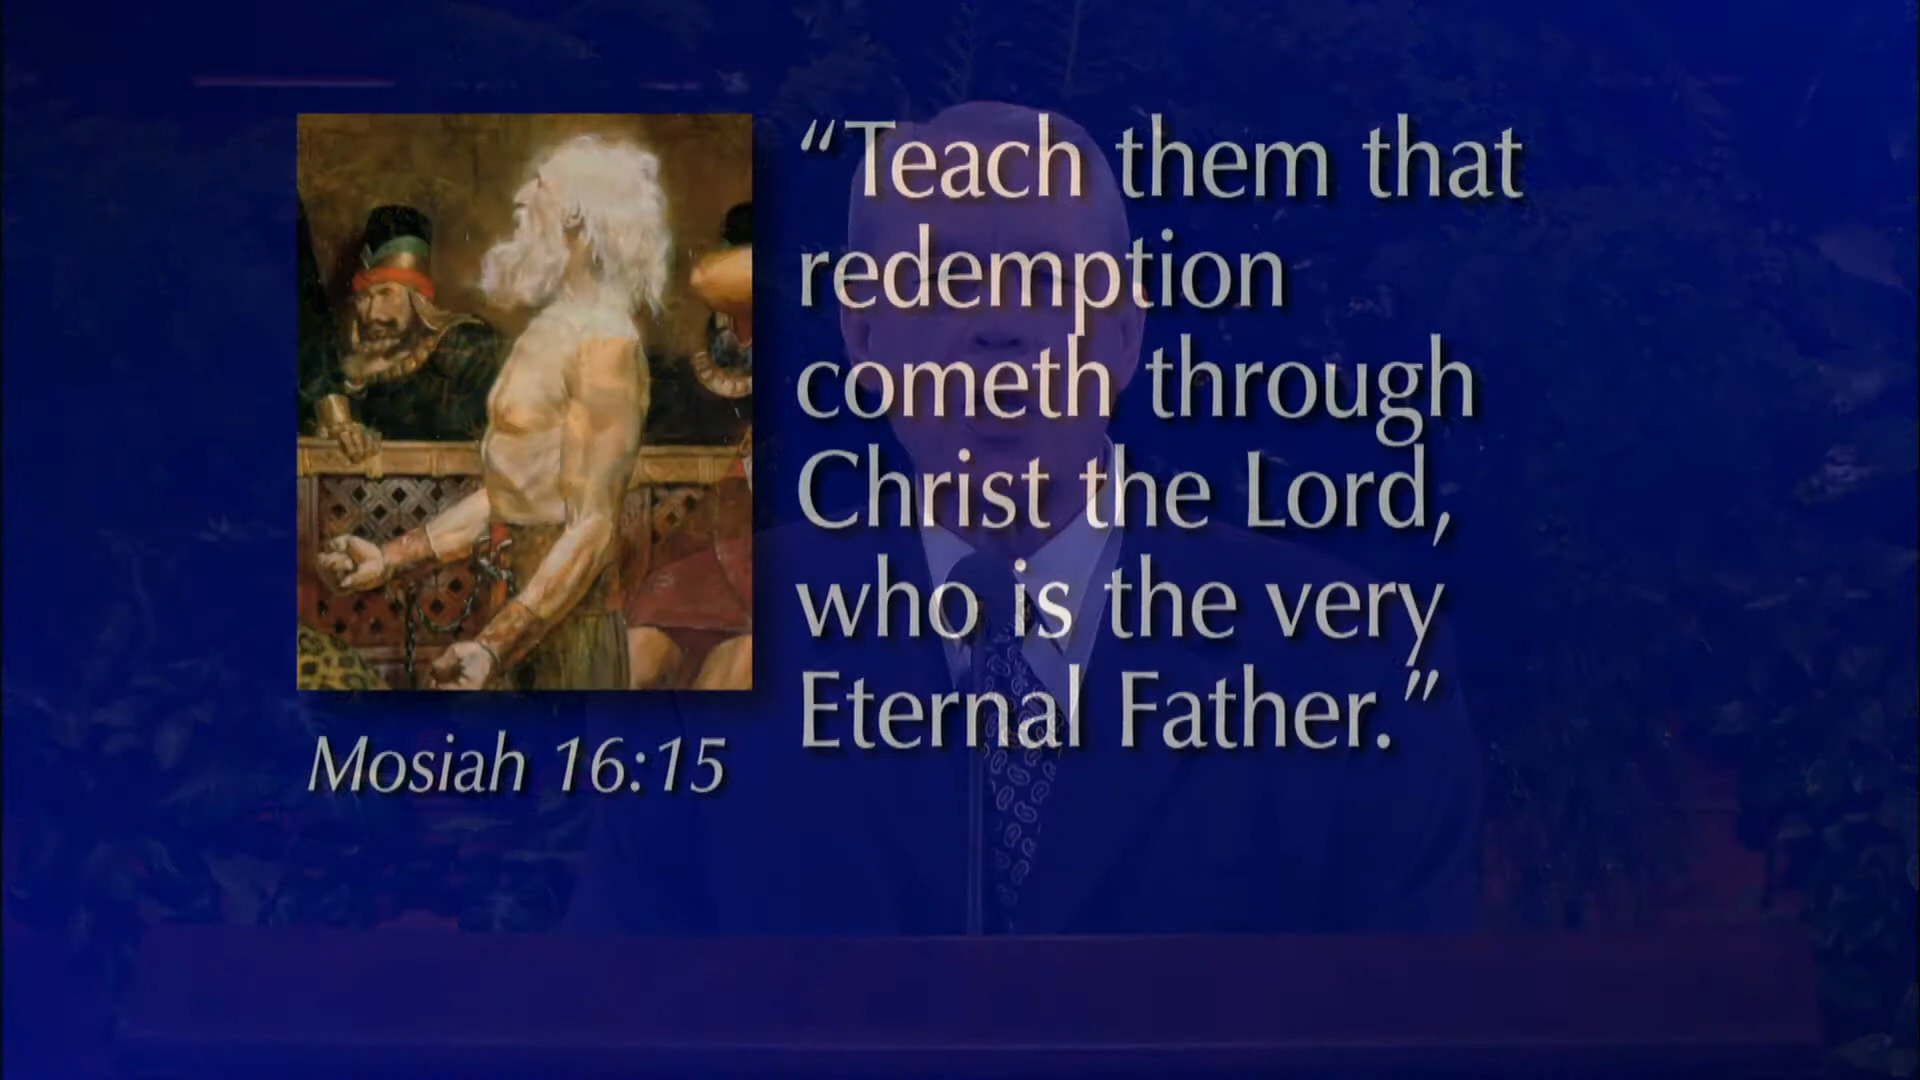 “Teach them that
redemption
cometh through
Christ the Lord,
who is the very
Eternal Father.”
Mosiah 16:15